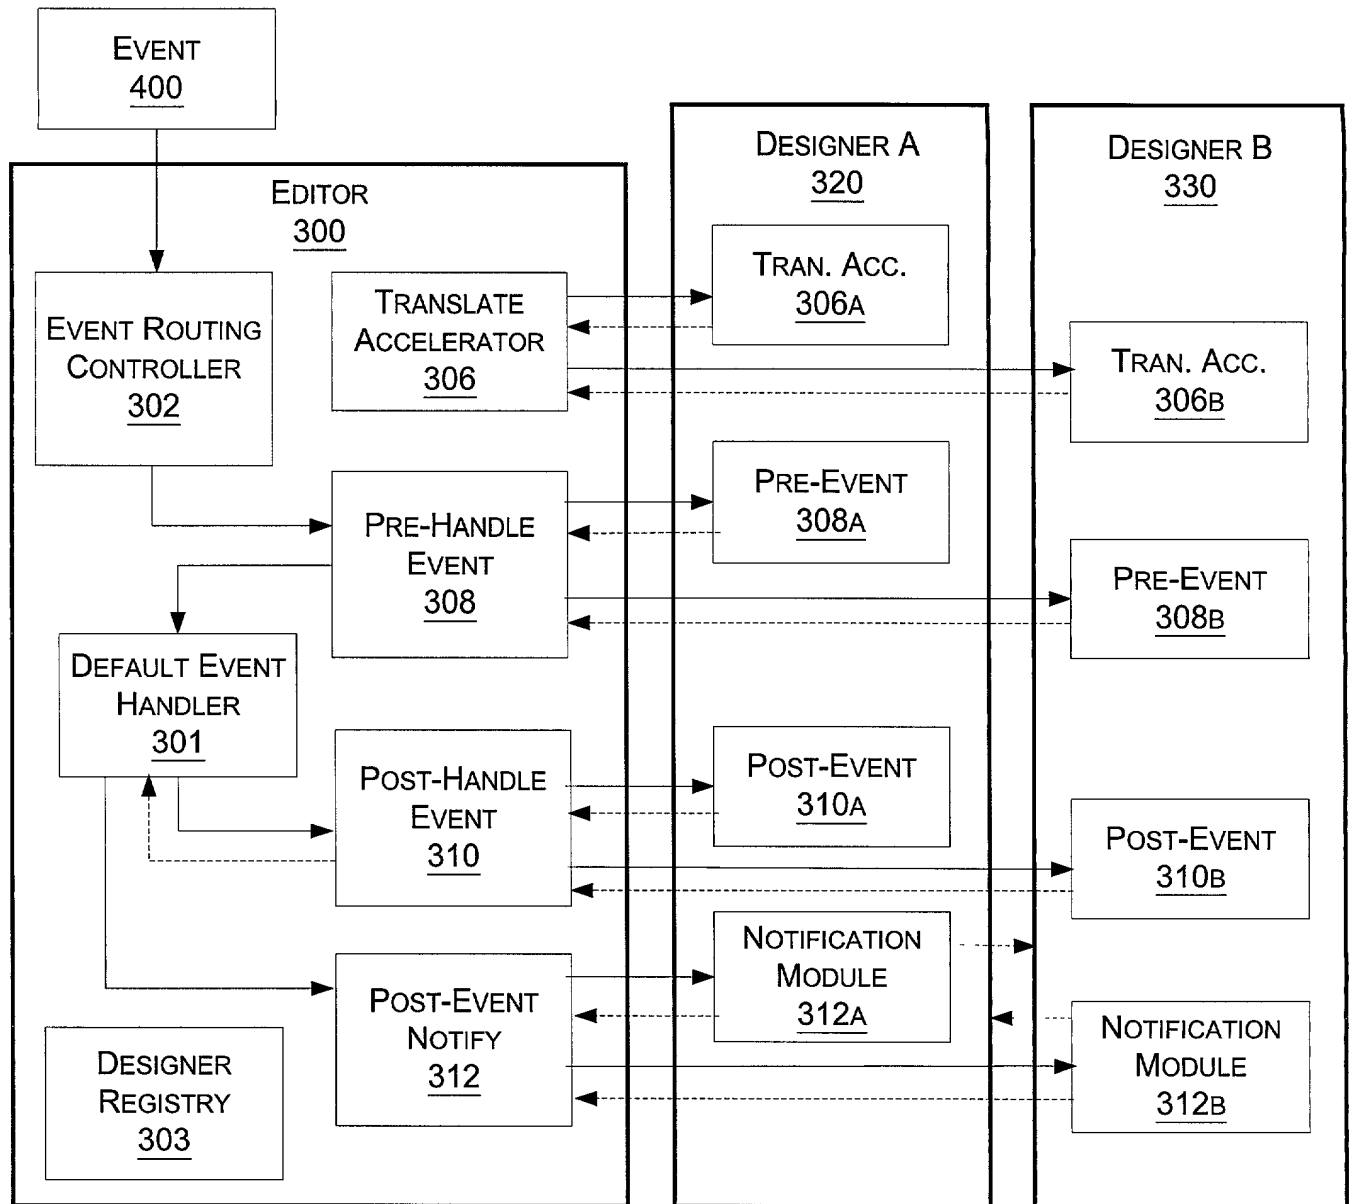 EVENT
400
EDITOR
300
EVENT ROUTING
CONTROLLER
302
TRANSLATE
ACCELERATOR
306
PRE-HANDLE
EVENT
308
DEFAULT EVENT
HANDLER
301
POST-HANDLE
EVENT
310
POST-EVENT
NOTIFY
312
DESIGNER
REGISTRY
303
DESIGNER A
320
TRAN. ACC.
306A
PRE-EVENT
308A
POST-EVENT
310A
NOTIFICATION
MODULE
312A
DESIGNER B
330
TRAN. ACC.
306B
PRE-EVENT
308B
POST-EVENT
310B
NOTIFICATION
MODULE
312B